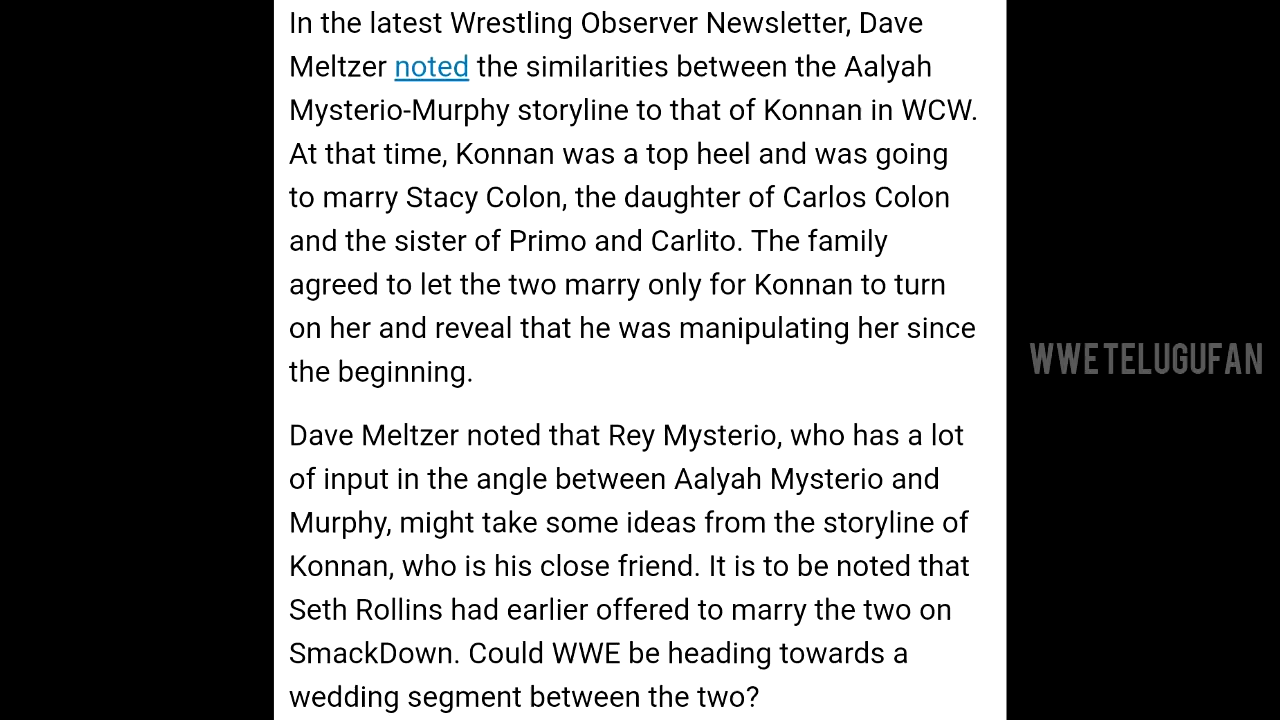 In the latest Wrestling Observer Newsletter, Dave
Meltzer noted the similarities between the Aalyah
Mysterio-Murphy storyline to that of Konnan in WCW.
At that time, Konnan was a top heel and was going
to marry Stacy Colon, the daughter of Carlos Colon
and the sister of Primo and Carlito. The family
agreed to let the two marry only for Konnan to turn
on her and reveal that he was manipulating her since
the beginning.
Dave Meltzer noted that Rey Mysterio, who has a lot
of input in the angle between Aalyah Mysterio and
Murphy, might take some ideas from the storyline of
Konnan, who is his close friend. It is to be noted that
Seth Rollins had earlier offered to marry the two on
SmackDown. Could WWE be heading towards a
wedding segment between the two?
WWETELUGUFAN